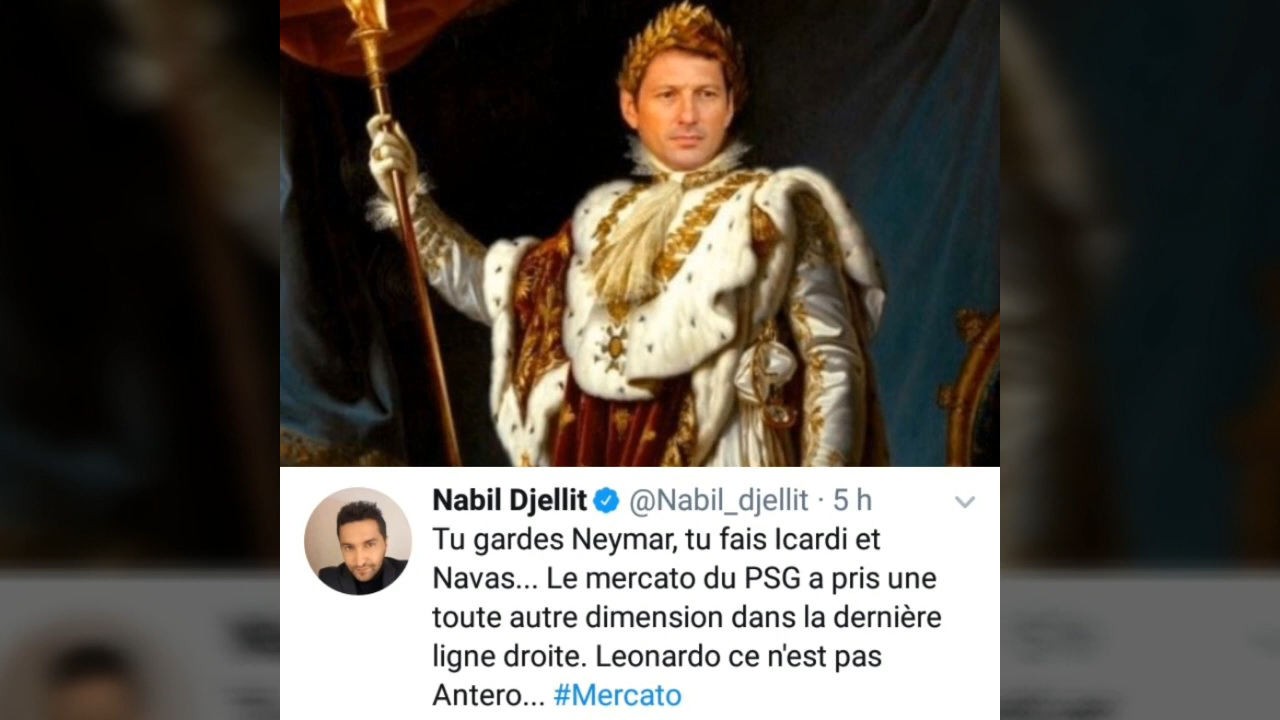 Nabil Djellit @Nabil_djellit · 5 h
Tu gardes Neymar, tu fais Icardi et
Navas... Le mercato du PSG a pris une
toute autre dimension dans la dernière
ligne droite. Leonardo ce n'est pas
Antero... #Mercato